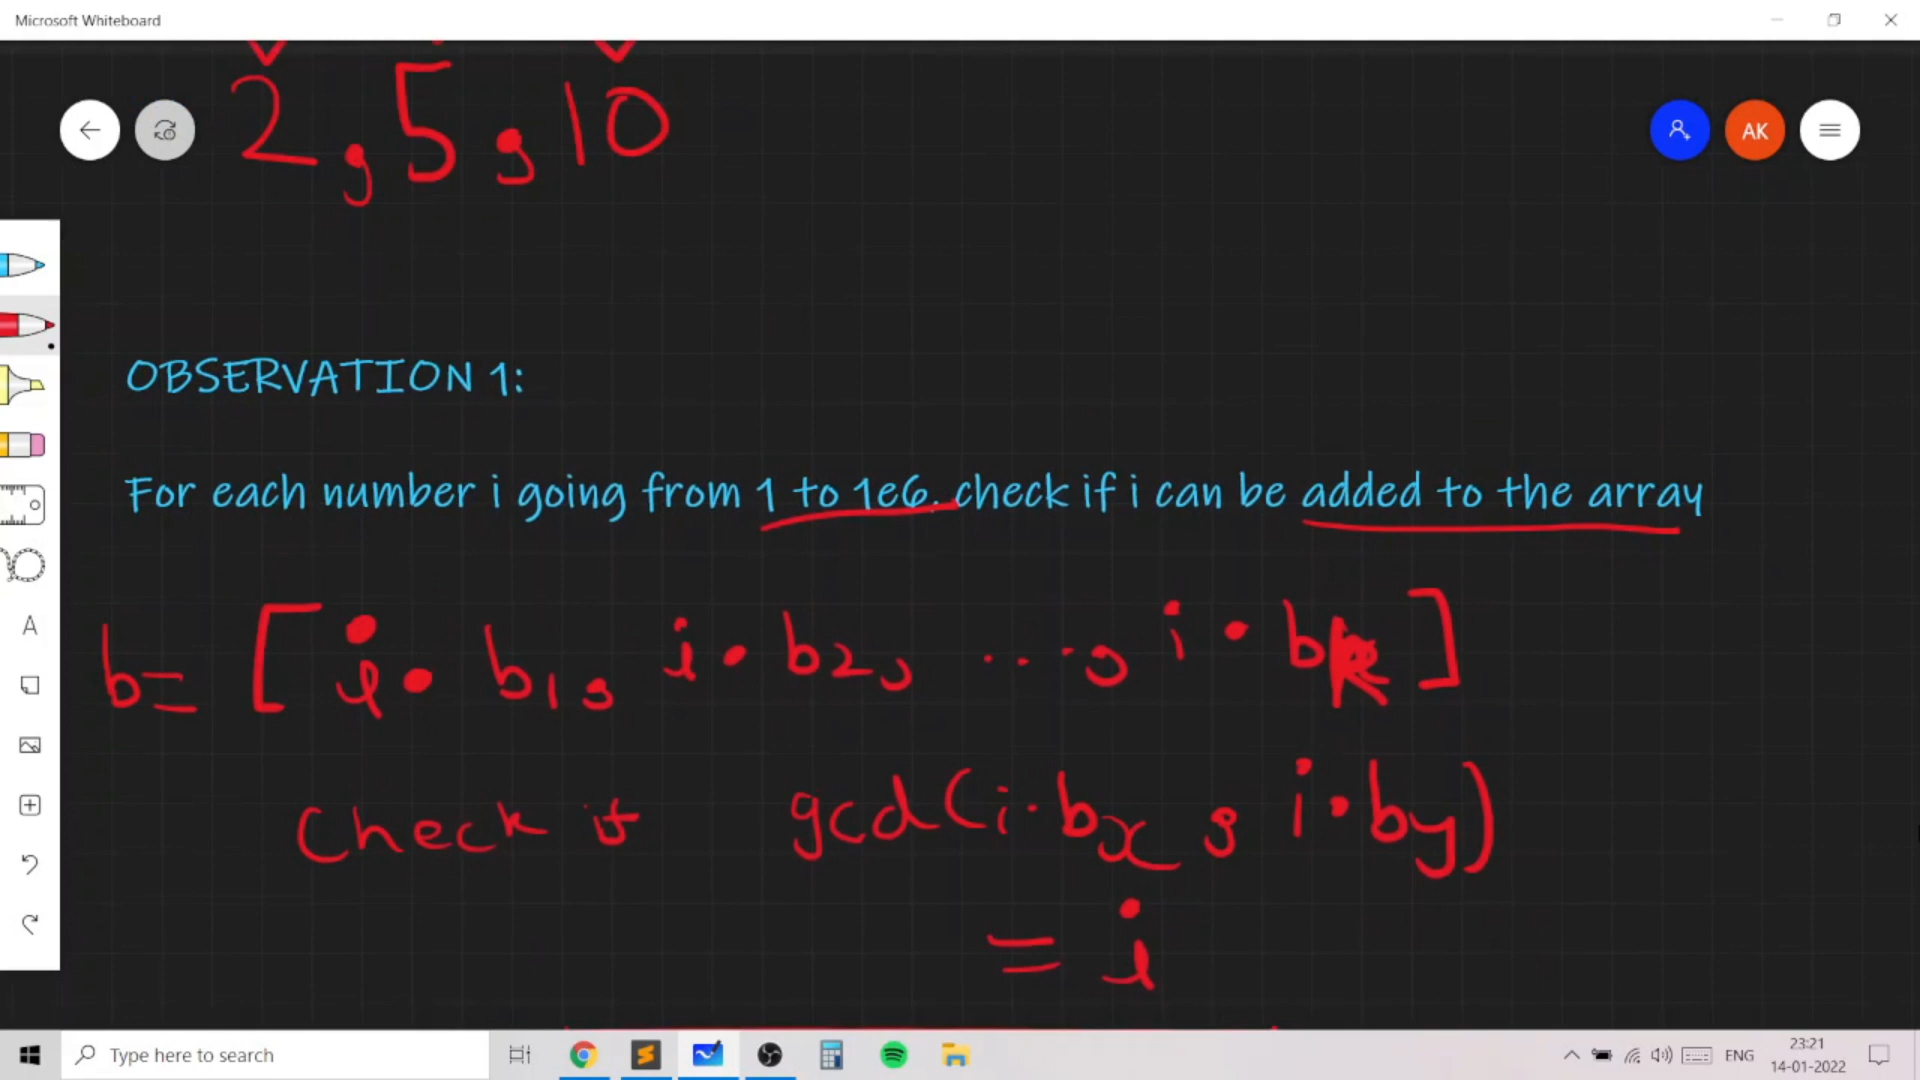 Microsoft Whiteboard
2, 5, 10
AK
OBSERVATION 1:
For each number i going from 1 to 1e6, check if i can be added to the array
b= [ i • b1, i • b2, ..., i • bk ]
A
Check if gcd(i·bx, i•by)
= i
Type here to search
ENG
23:21
14-01-2022